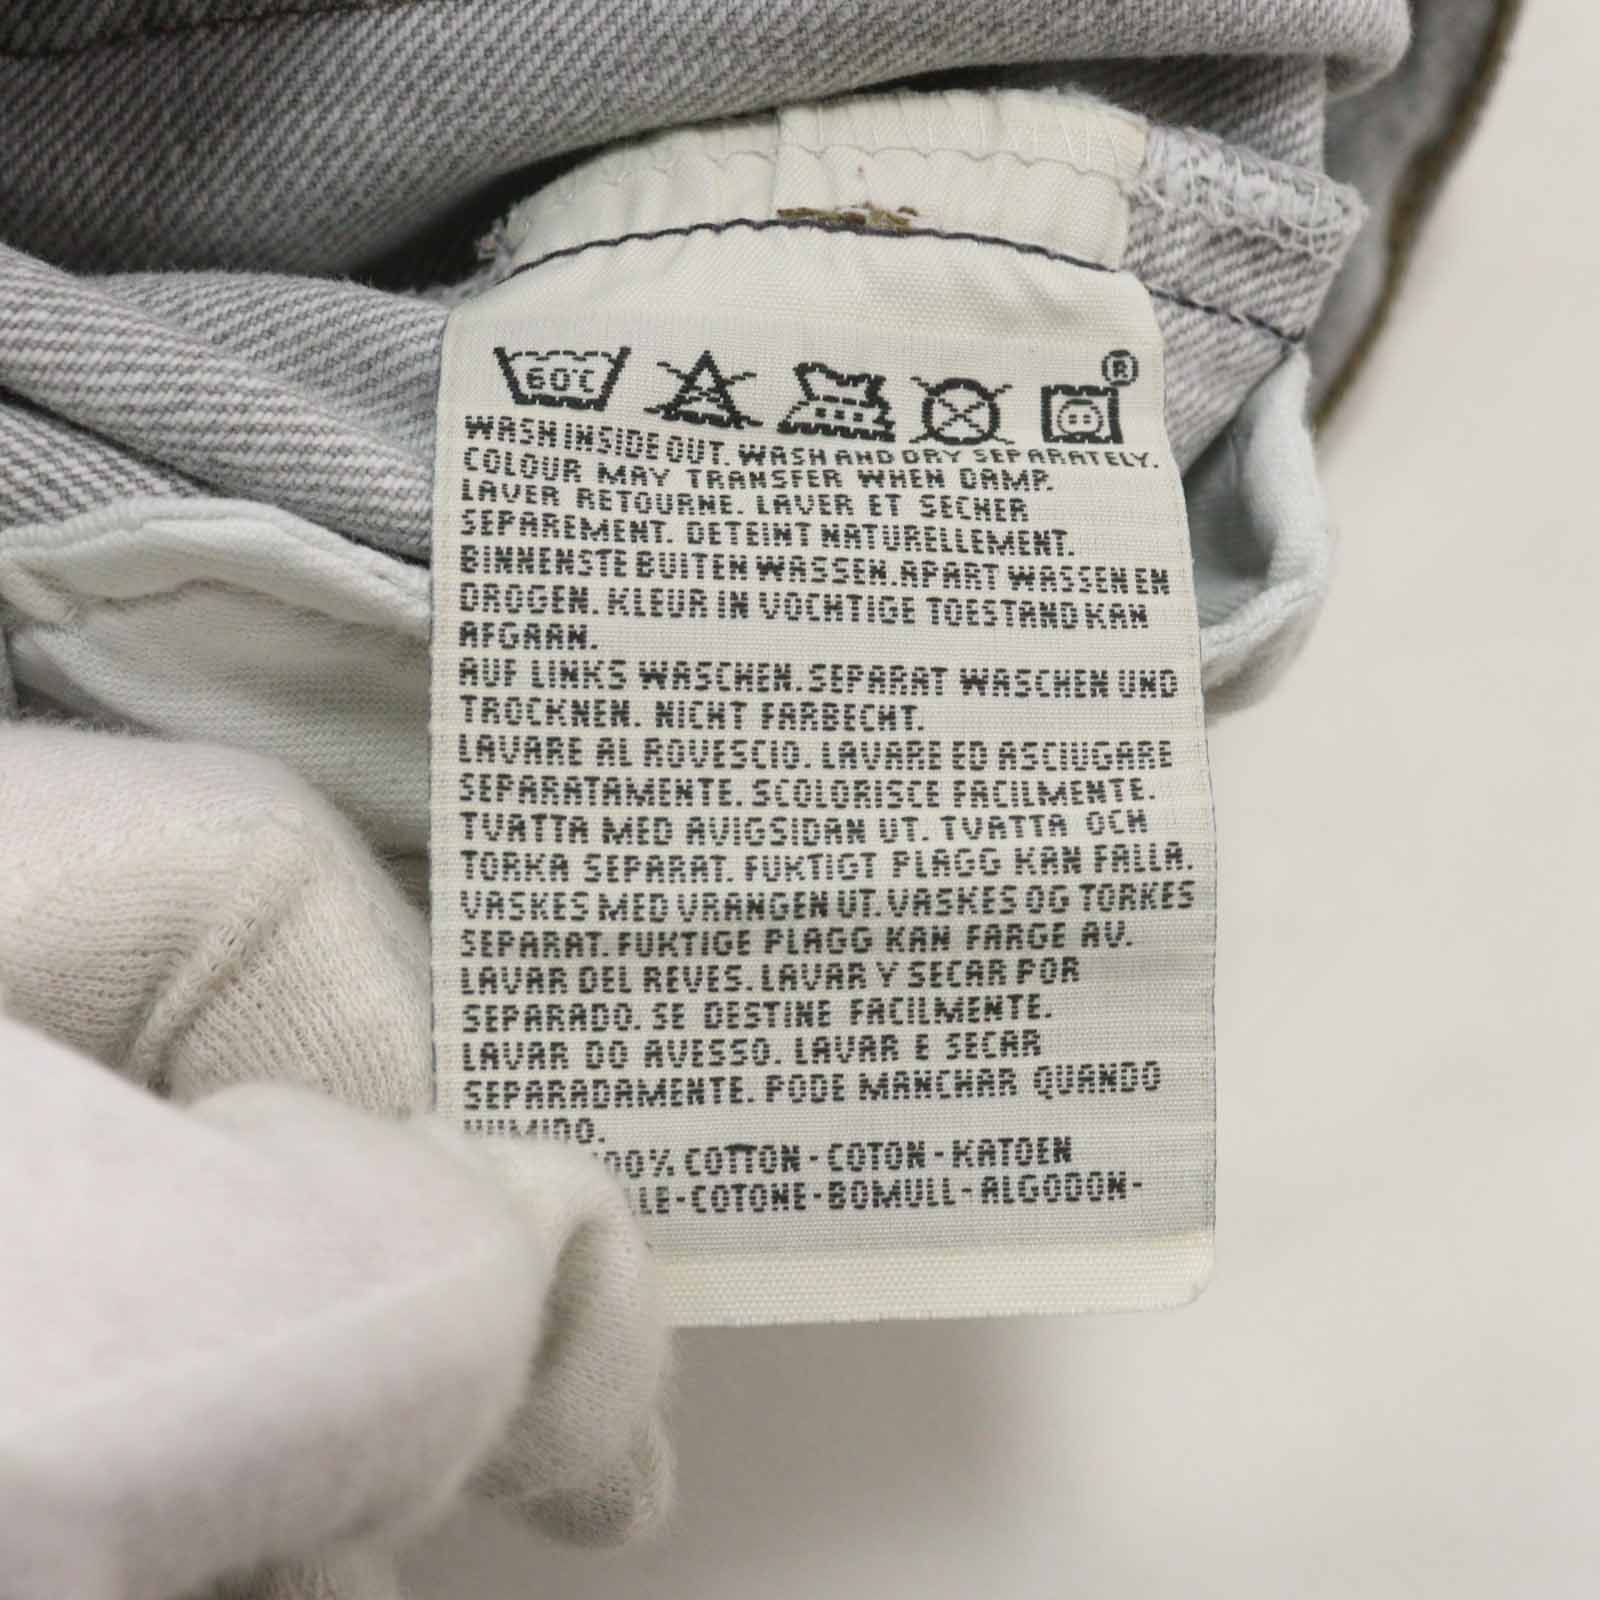 60°C
®
WASH INSIDE OUT. WASH AND DRY SEPARATELY.
COLOUR MAY TRANSFER WHEN DAMP.
LAVER RETOURNE. LAVER ET SECHER
SEPAREMENT. DETEINT NATURELLEMENT.
BINNENSTE BUITEN WASSEN. APART WASSEN EN
DROGEN. KLEUR IN VOCHTIGE TOESTAND KAN
AFGAAN.
AUF LINKS WASCHEN. SEPARAT WASCHEN UND
TROCKNEN. NICHT FARBECHT.
LAVARE AL ROVESCIO. LAVARE ED ASCIUGARE
SEPARATAMENTE. SCOLORISCE FACILMENTE.
TVATTA MED AVIGSIDAN UT. TVATTA OCH
TORKA SEPARAT. FUKTIGT PLAGG KAN FALLA.
VASKES MED VRANGEN UT. VASKES OG TORKES
SEPARAT. FUKTIGE PLAGG KAN FARGE AV.
LAVAR DEL REVES. LAVAR Y SECAR POR
SEPARADO. SE DESTINE FACILMENTE.
LAVAR DO AVESSO. LAVAR E SECAR
SEPARADAMENTE. PODE MANCHAR QUANDO
HUMIDO.
100% COTTON - COTON - KATOEN
LLE - COTONE - BOMULL - ALGODON -